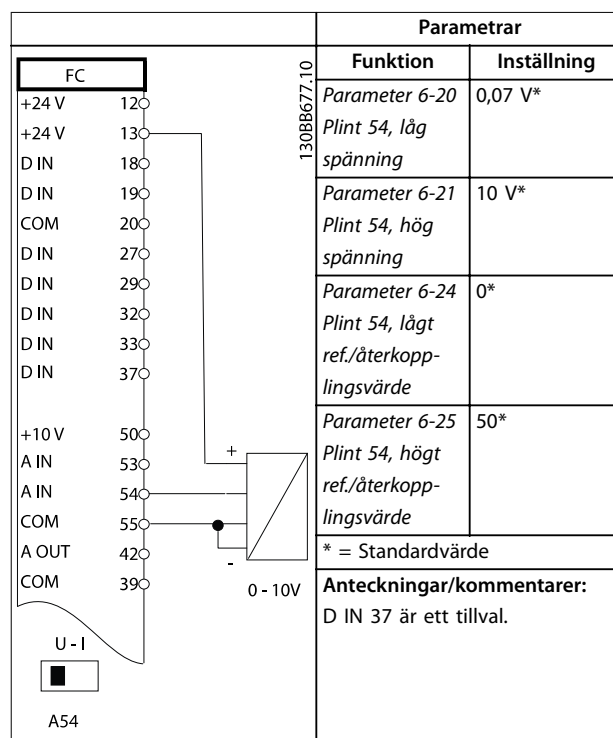 Parametrar
Funktion Inställning
Parameter 6-20 0,07 V*
Plint 54, låg
spänning
Parameter 6-21 10 V*
Plint 54, hög
spänning
Parameter 6-24 0*
Plint 54, lågt
ref./återkopp-
lingsvärde
Parameter 6-25 50*
Plint 54, högt
ref./återkopp-
lingsvärde
* = Standardvärde
Anteckningar/kommentarer:
D IN 37 är ett tillval.
FC
+24 V 12
+24 V 13
D IN 18
D IN 19
COM 20
D IN 27
D IN 29
D IN 32
D IN 33
D IN 37
+10 V 50
A IN 53
A IN 54
COM 55
A OUT 42
COM 39
+
-
0 - 10V
U - I
A54
130BB677.10